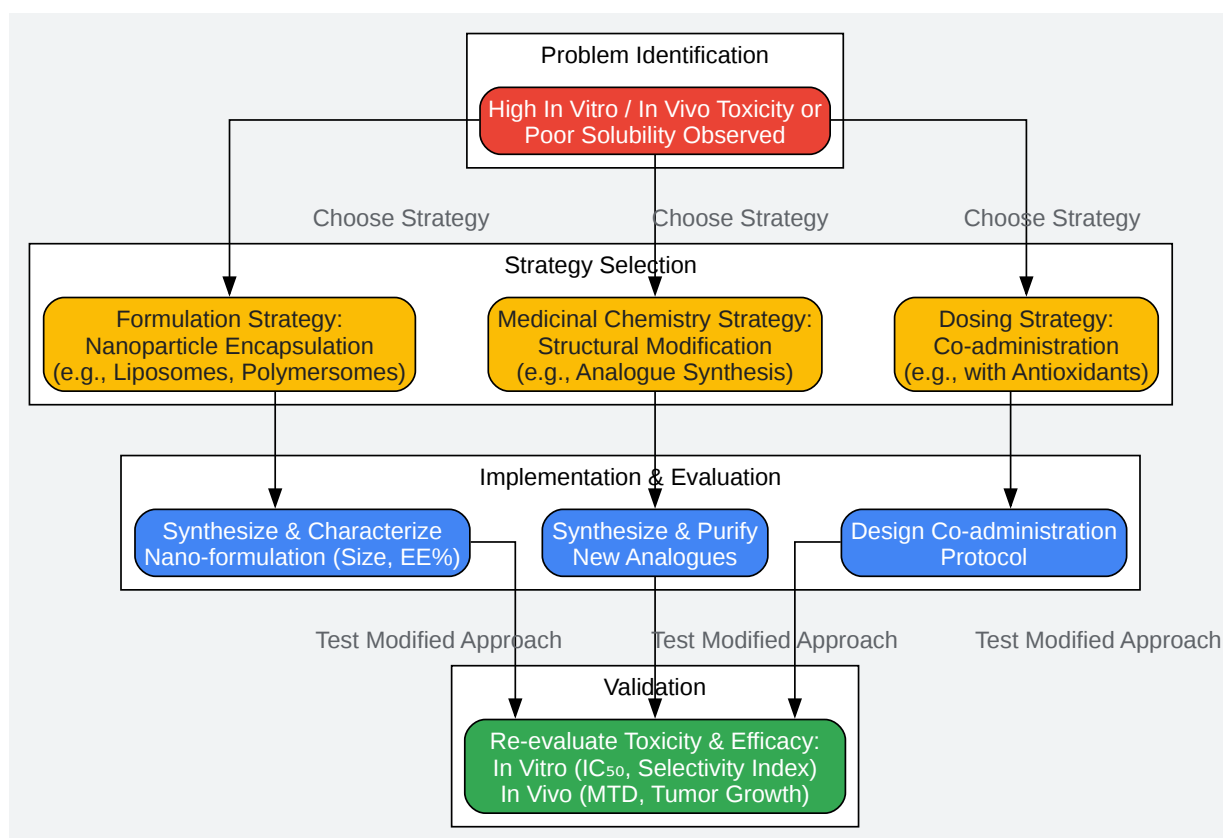 Problem Identification
High In Vitro / In Vivo Toxicity or
Poor Solubility Observed
Choose Strategy
Choose Strategy
Choose Strategy
Strategy Selection
Formulation Strategy:
Nanoparticle Encapsulation
(e.g., Liposomes, Polymersomes)
Medicinal Chemistry Strategy:
Structural Modification
(e.g., Analogue Synthesis)
Dosing Strategy:
Co-administration
(e.g., with Antioxidants)
Implementation & Evaluation
Synthesize & Characterize
Nano-formulation (Size, EE%)
Synthesize & Purify
New Analogues
Design Co-administration
Protocol
Test Modified Approach
Test Modified Approach
Test Modified Approach
Validation
Re-evaluate Toxicity & Efficacy:
In Vitro (IC₅₀, Selectivity Index)
In Vivo (MTD, Tumor Growth)